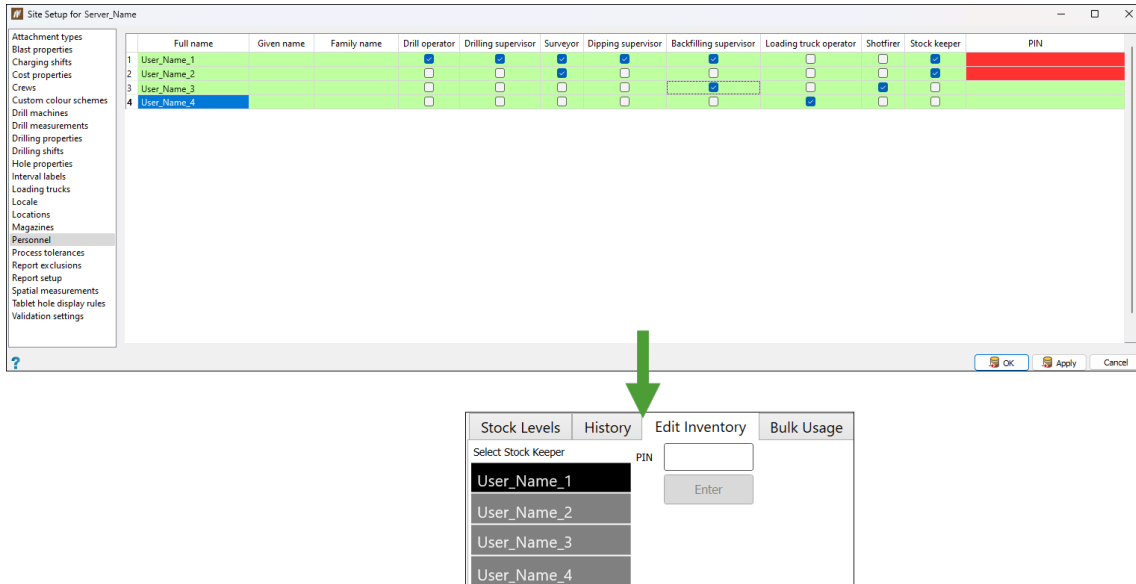 Site Setup for Server_Name
Attachment types
Blast properties
Charging shifts
Cost properties
Crews
Custom colour schemes
Drill machines
Drill measurements
Drilling properties
Drilling shifts
Hole properties
Interval labels
Loading trucks
Locale
Locations
Magazines
Personnel
Process tolerances
Report exclusions
Report setup
Spatial measurements
Tablet hole display rules
Validation settings
Full name Given name Family name Drill operator Drilling supervisor Surveyor Dipping supervisor Backfilling supervisor Loading truck operator Shotfirer Stock keeper PIN
1 User_Name_1
2 User_Name_2
3 User_Name_3
4 User_Name_4
? OK Apply Cancel
Stock Levels History Edit Inventory Bulk Usage
Select Stock Keeper PIN
User_Name_1
Enter
User_Name_2
User_Name_3
User_Name_4